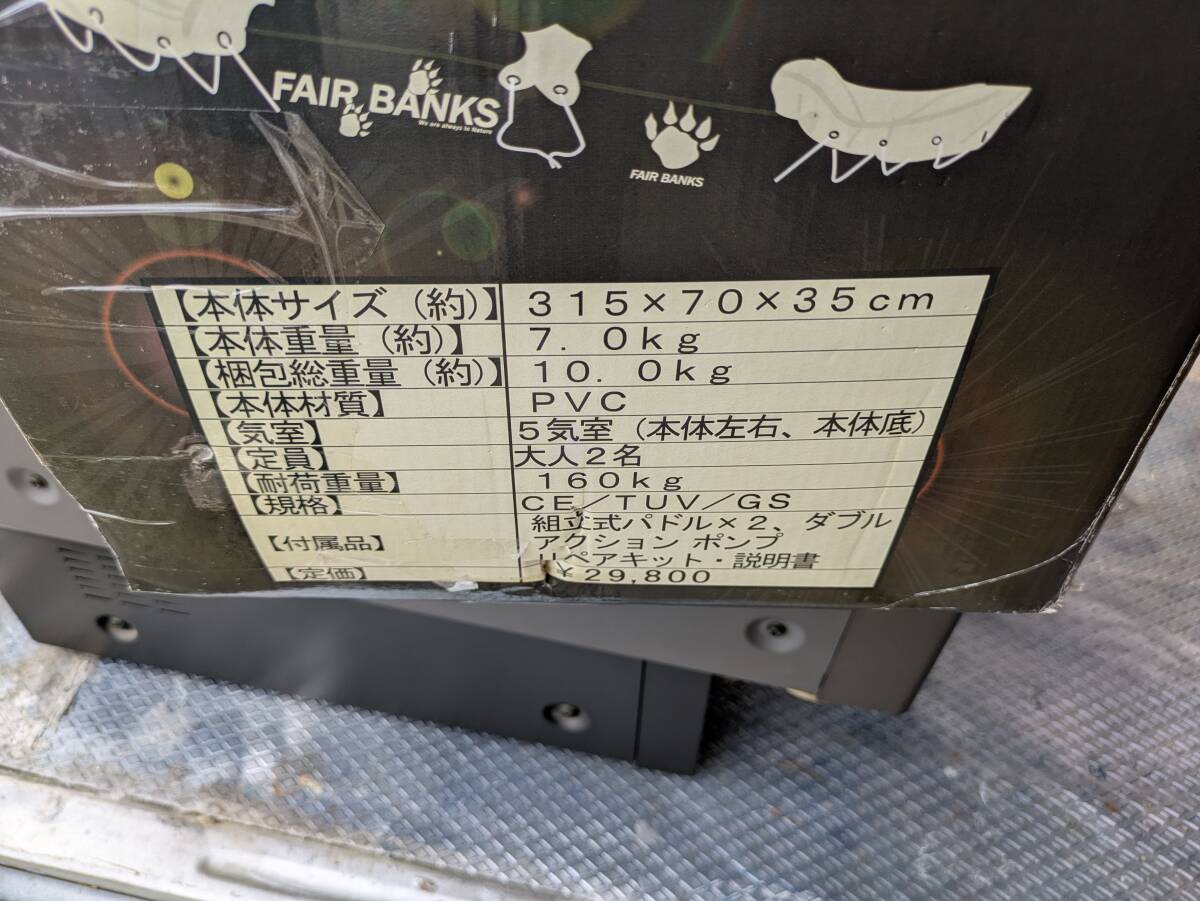 FAIR BANKS
We are always in Nature
FAIR BANKS
【本体サイズ（約）】 ３１５×７０×３５ｃｍ
【本体重量（約）】 ７．０ｋｇ
【梱包総重量（約）】 １０．０ｋｇ
【本体材質】 ＰＶＣ
【気室】 ５気室（本体左右、本体底）
【定員】 大人２名
【耐荷重量】 １６０ｋｇ
【規格】 ＣＥ／ＴＵＶ／ＧＳ
【付属品】 組立式パドル×２、ダブル
アクション ポンプ
リペアキット・説明書
【定価】 ￥２９,８００